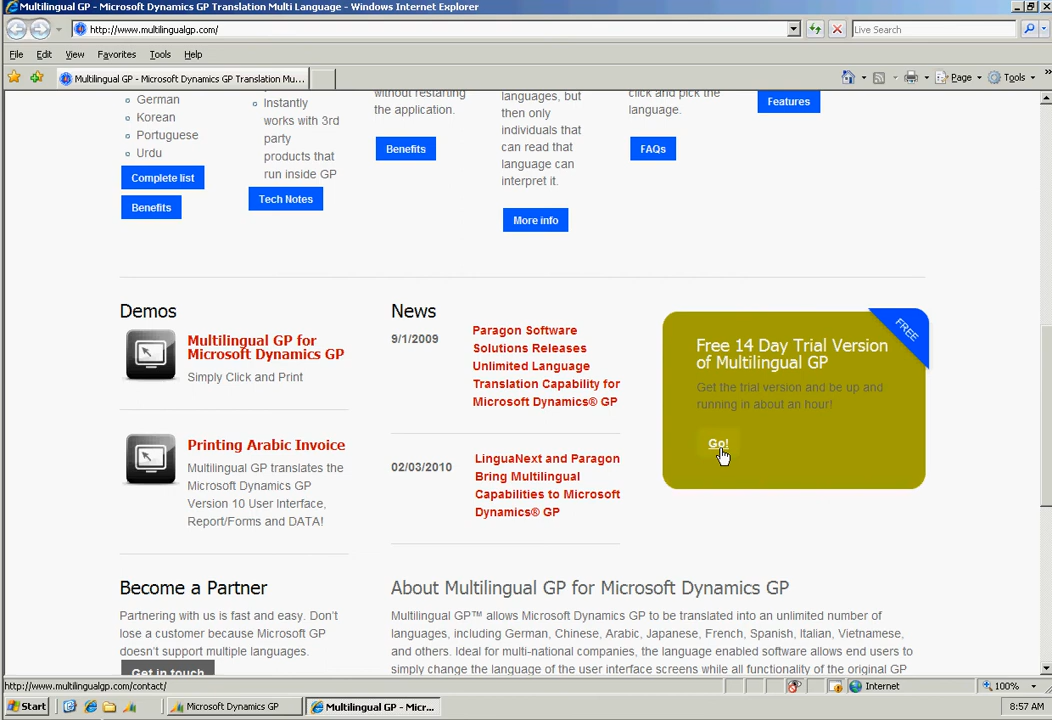 Multilingual GP - Microsoft Dynamics GP Translation Multi Language - Windows Internet Explorer
http://www.multilingualgp.com/
Live Search
File Edit View Favorites Tools Help
Multilingual GP - Microsoft Dynamics GP Translation Mu...
Page Tools
German
Korean
Portuguese
Urdu
Complete list
Benefits
Instantly
works with 3rd
party
products that
run inside GP
Tech Notes
without restarting
the application.
Benefits
languages, but
then only
individuals that
can read that
language can
interpret it.
More info
click and pick the
language.
FAQs
Features
Demos
Multilingual GP for
Microsoft Dynamics GP
Simply Click and Print
Printing Arabic Invoice
Multilingual GP translates the
Microsoft Dynamics GP
Version 10 User Interface,
Report/Forms and DATA!
News
9/1/2009
Paragon Software
Solutions Releases
Unlimited Language
Translation Capability for
Microsoft Dynamics® GP
02/03/2010
LinguaNext and Paragon
Bring Multilingual
Capabilities to Microsoft
Dynamics® GP
FREE
Free 14 Day Trial Version
of Multilingual GP
Get the trial version and be up and
running in about an hour!
Go!
Become a Partner
Partnering with us is fast and easy. Don't
lose a customer because Microsoft GP
doesn't support multiple languages.
Get in touch
About Multilingual GP for Microsoft Dynamics GP
Multilingual GP™ allows Microsoft Dynamics GP to be translated into an unlimited number of
languages, including German, Chinese, Arabic, Japanese, French, Spanish, Italian, Vietnamese,
and others. Ideal for multi-national companies, the language enabled software allows end users to
simply change the language of the user interface screens while all functionality of the original GP
http://www.multilingualgp.com/contact/
Internet
100%
Start
Microsoft Dynamics GP
Multilingual GP - Micr...
8:57 AM